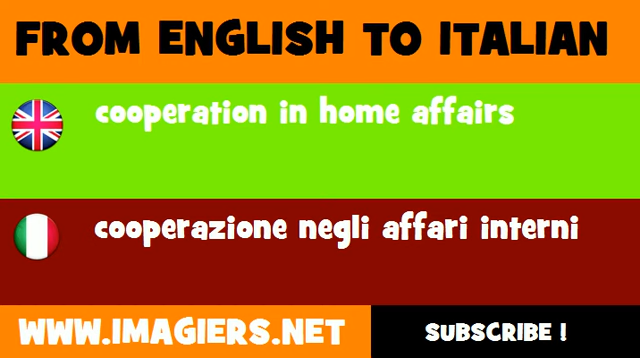 FROM ENGLISH TO ITALIAN
cooperation in home affairs
cooperazione negli affari interni
WWW.IMAGIERS.NET
SUBSCRIBE !